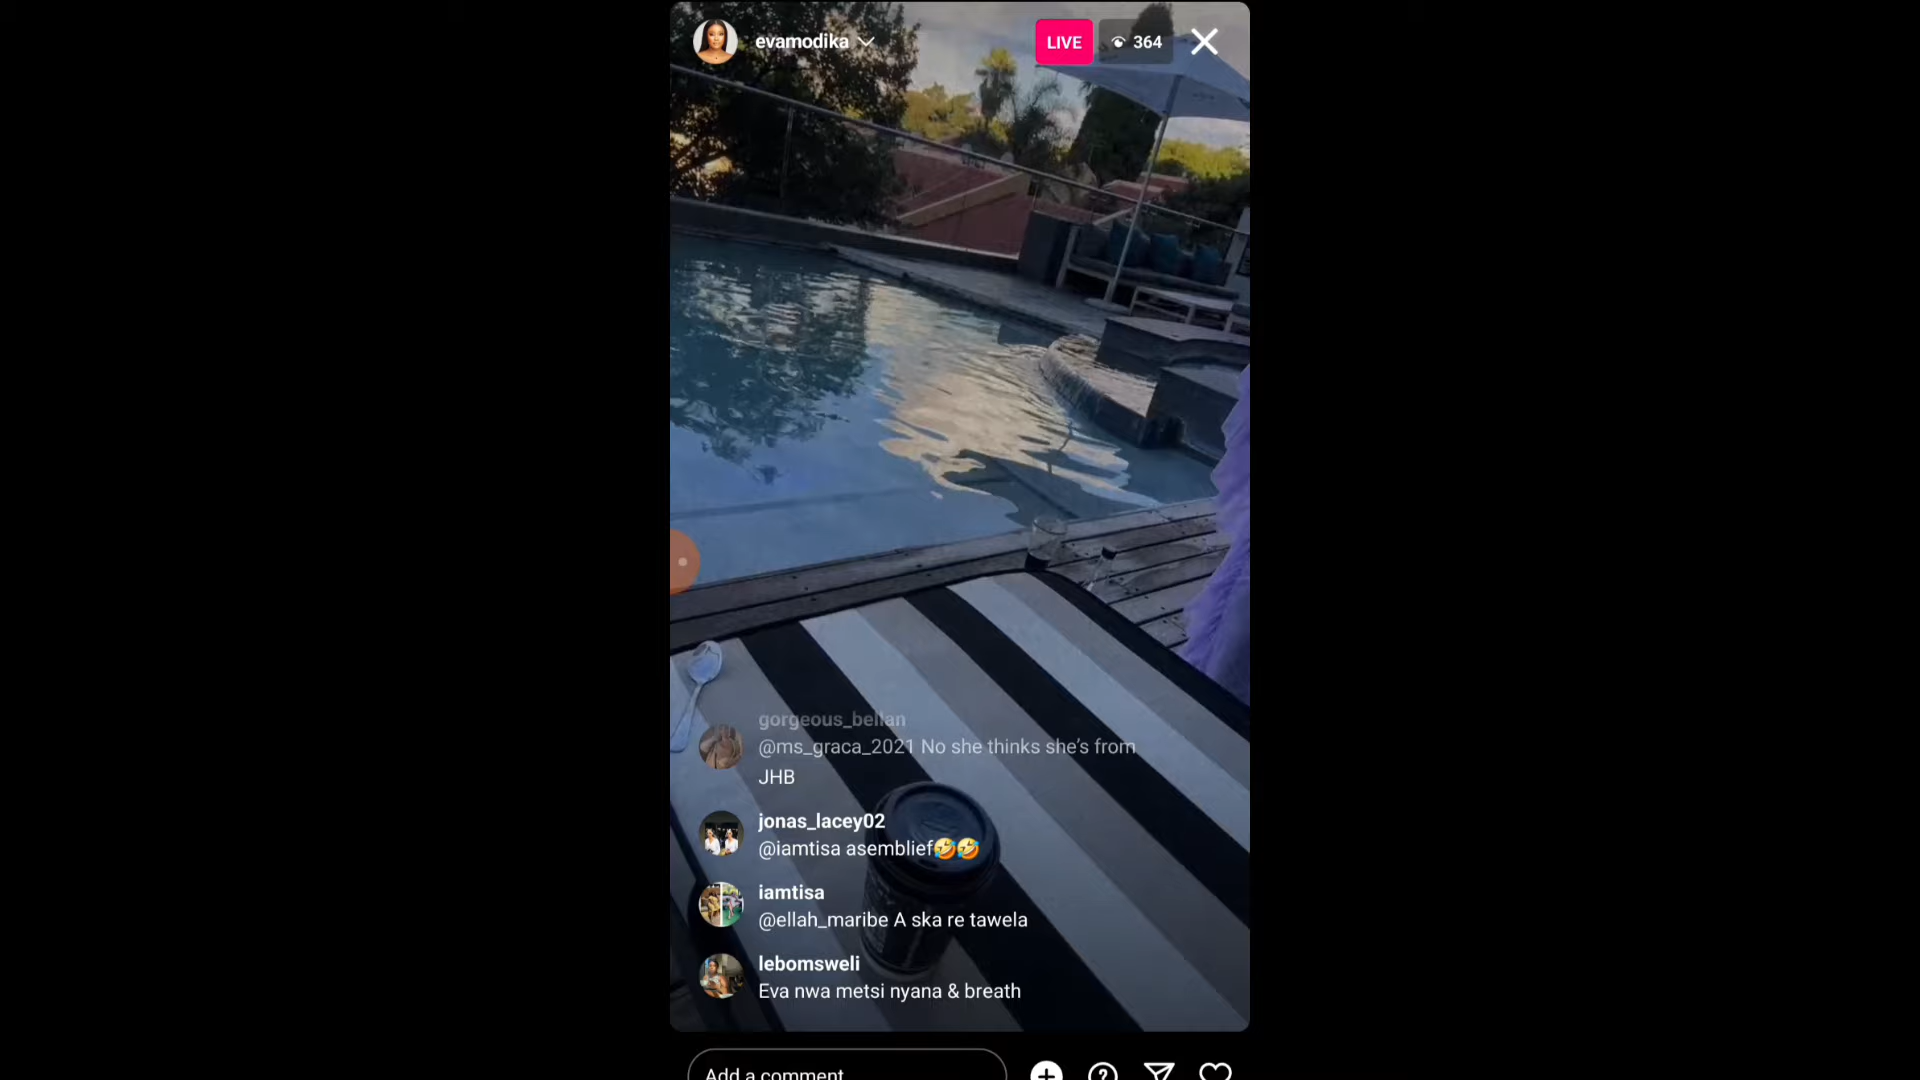 evamodika
LIVE
364
gorgeous_bellan
@ms_graca_2021 No she thinks she's from
JHB
jonas_lacey02
@iamtisa asemblief🤣🤣
iamtisa
@ellah_maribe A ska re tawela
lebomsweli
Eva nwa metsi nyana & breath
Add a comment